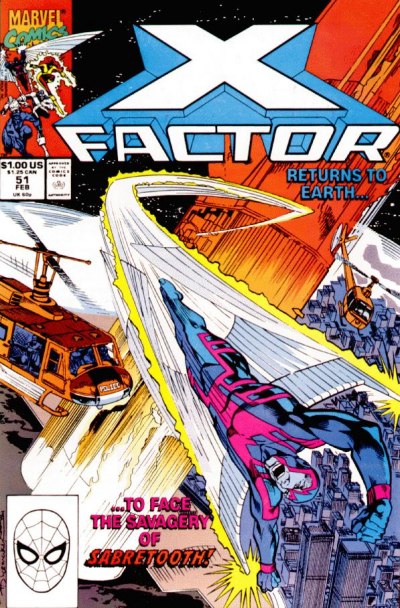 MARVEL
COMICS
X
FACTOR
$1.00 US
$1.25 CAN
51
FEB
UK 60p
APPROVED
BY THE
COMICS
CODE
AUTHORITY
RETURNS TO
EARTH...
POLICE
...TO FACE
THE SAVAGERY
OF
SABRETOOTH!